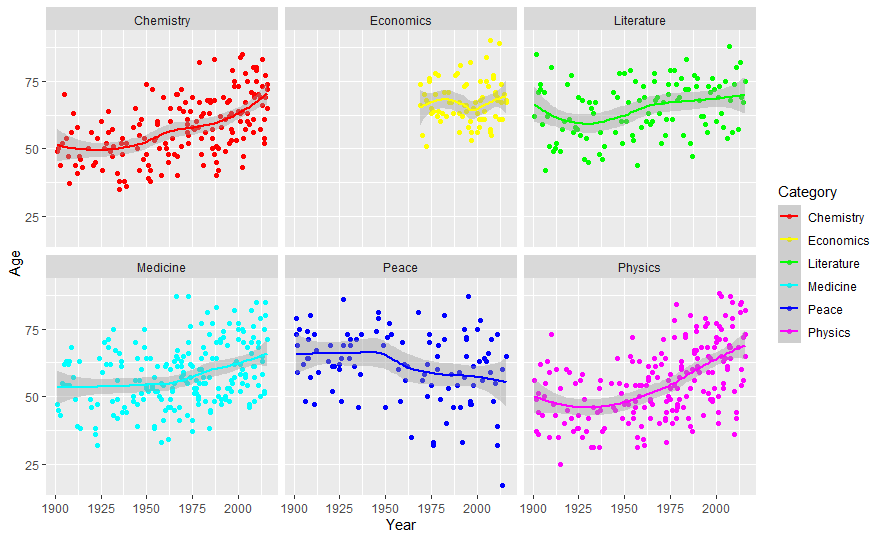 Chemistry Economics Literature
75
50
25
Age
Medicine Peace Physics
75
50
25
1900 1925 1950 1975 2000 1900 1925 1950 1975 2000 1900 1925 1950 1975 2000
Year
Category
Chemistry
Economics
Literature
Medicine
Peace
Physics